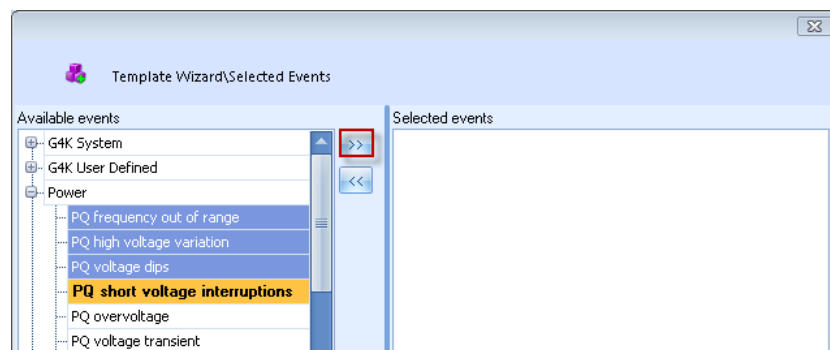 Template Wizard\Selected Events
Available events
Selected events
G4K System
>>
G4K User Defined
<<
Power
PQ frequency out of range
PQ high voltage variation
PQ voltage dips
PQ short voltage interruptions
PQ overvoltage
PQ voltage transient